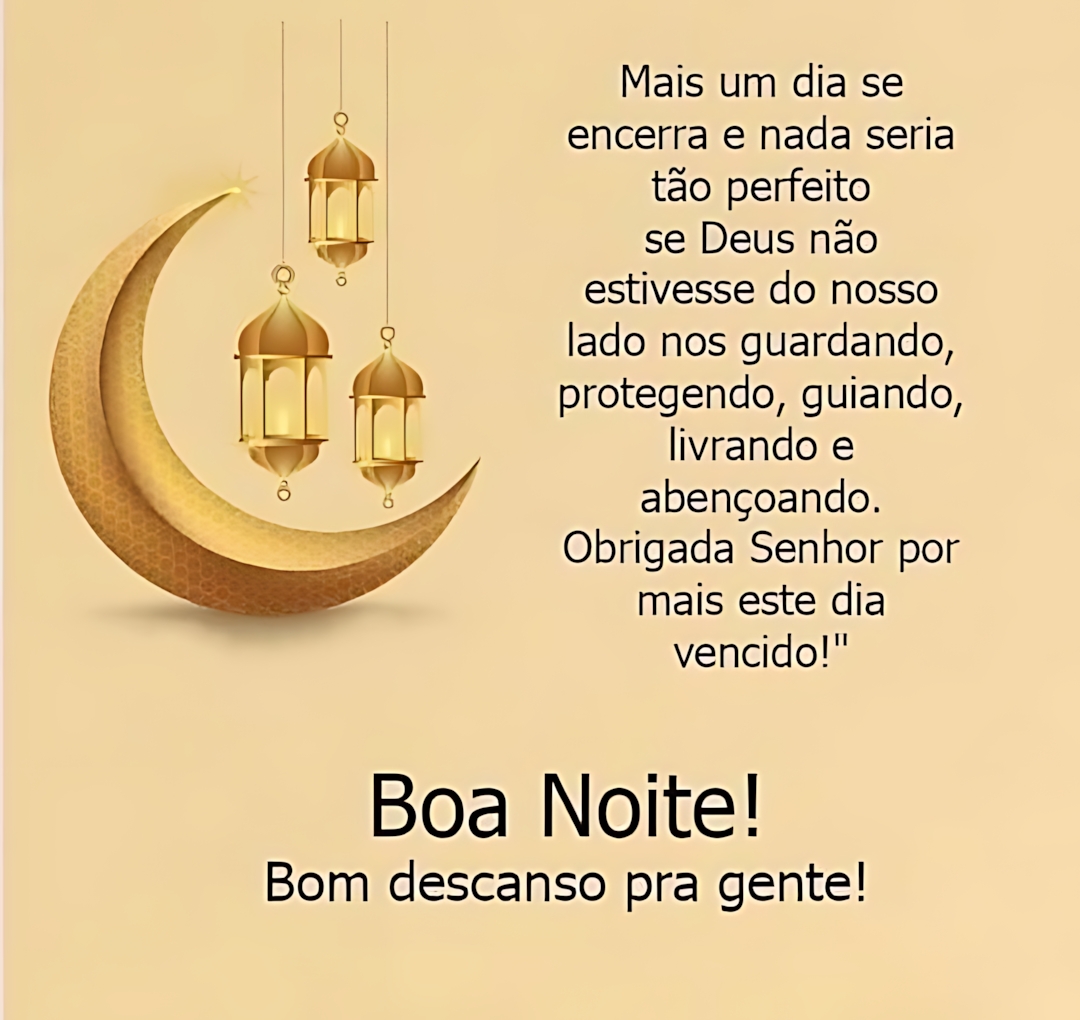 Mais um dia se
encerra e nada seria
tão perfeito
se Deus não
estivesse do nosso
lado nos guardando,
protegendo, guiando,
livrando e
abençoando.
Obrigada Senhor por
mais este dia
vencido!"
Boa Noite!
Bom descanso pra gente!